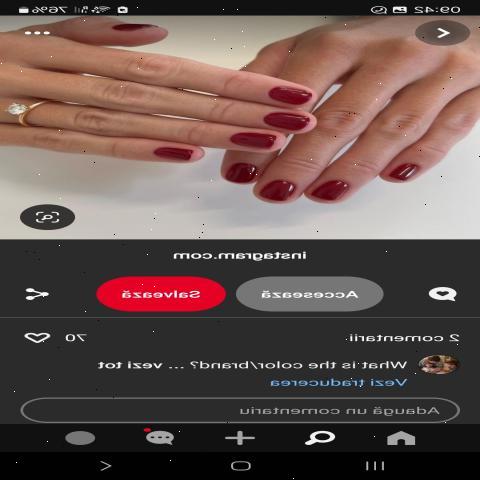 09:42 76%
instagram.com
Accesează Salvează
2 comentarii 70
What is the color/brand? ... vezi tot
Vezi traducerea
Adaugă un comentariu